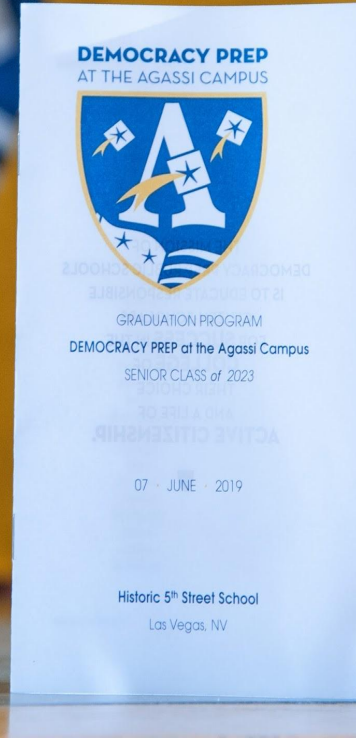 DEMOCRACY PREP
AT THE AGASSI CAMPUS
A
GRADUATION PROGRAM
DEMOCRACY PREP at the Agassi Campus
SENIOR CLASS of 2023
07 · JUNE · 2019
Historic 5th Street School
Las Vegas, NV